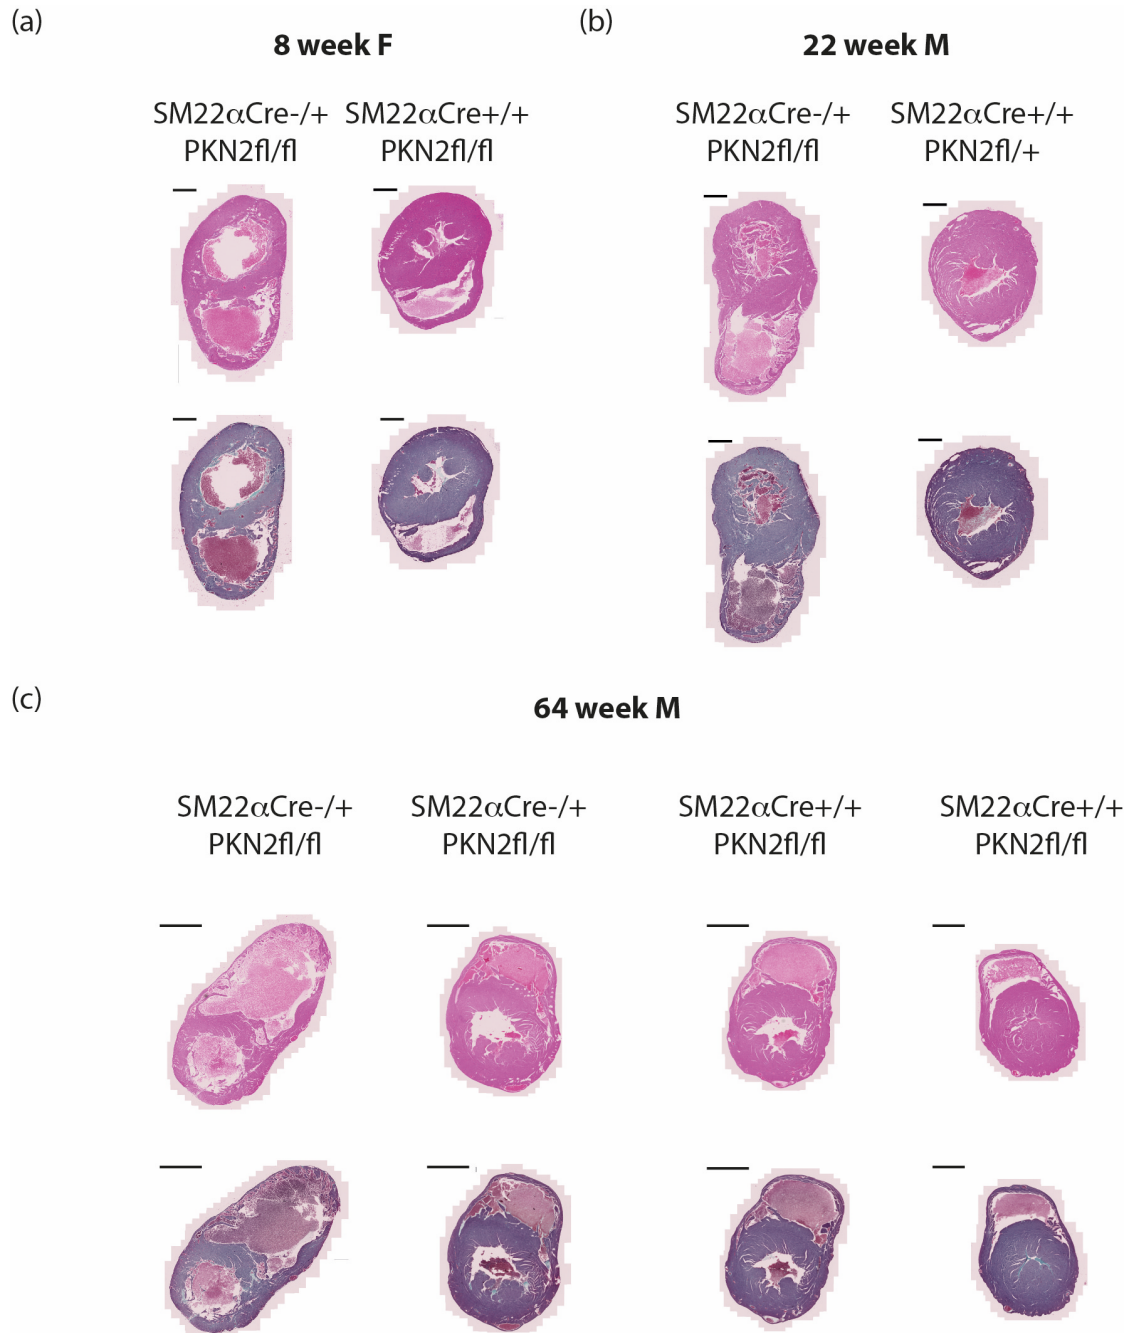 (a)
8 week F
SM22αCre-/+ SM22αCre+/+
PKN2fl/fl PKN2fl/fl
(b)
22 week M
SM22αCre-/+ SM22αCre+/+
PKN2fl/fl PKN2fl/+
(c)
64 week M
SM22αCre-/+ SM22αCre-/+ SM22αCre+/+ SM22αCre+/+
PKN2fl/fl PKN2fl/fl PKN2fl/fl PKN2fl/fl